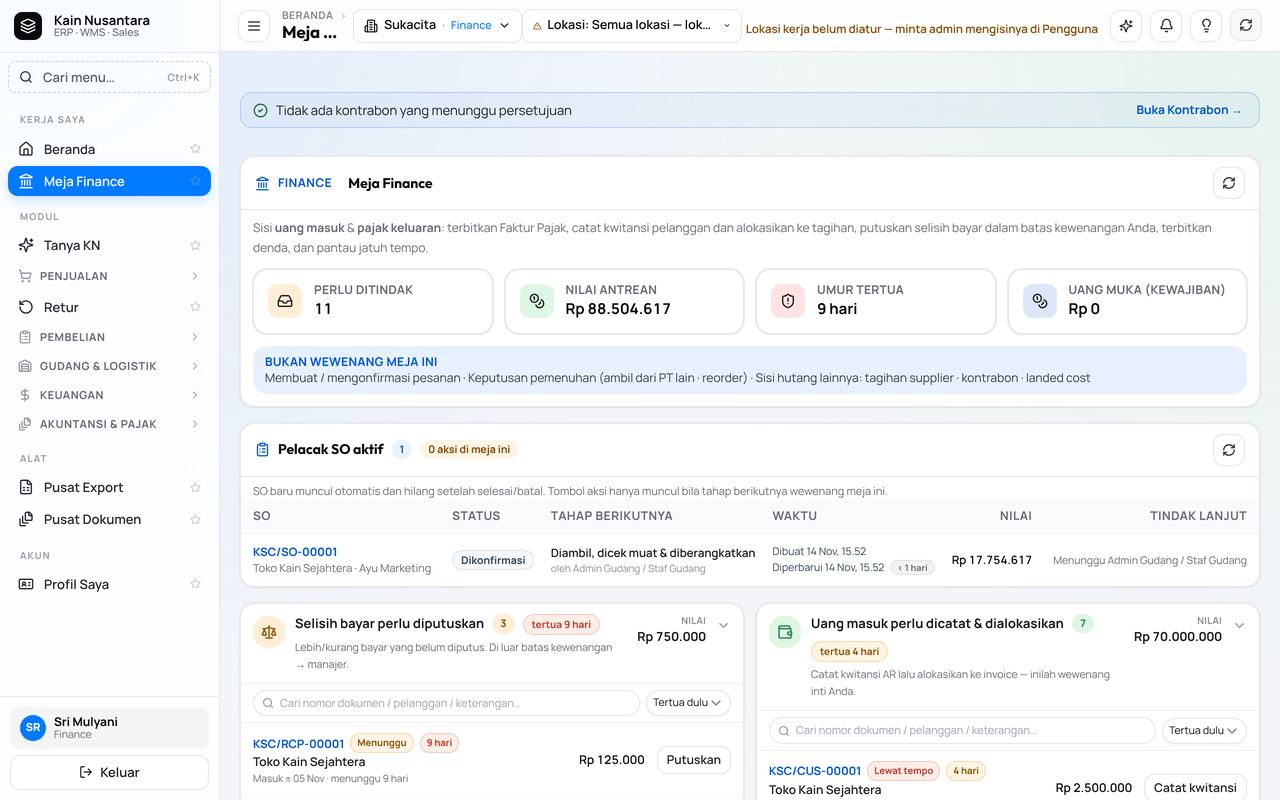 Kain Nusantara
ERP · WMS · Sales
Cari menu...
Ctrl+K
KERJA SAYA
Beranda
Meja Finance
MODUL
Tanya KN
PENJUALAN
Retur
PEMBELIAN
GUDANG & LOGISTIK
KEUANGAN
AKUNTANSI & PAJAK
ALAT
Pusat Export
Pusat Dokumen
AKUN
Profil Saya
SR
Sri Mulyani
Finance
Keluar
BERANDA
Meja ...
Sukacita · Finance
Lokasi: Semua lokasi — lok...
Lokasi kerja belum diatur — minta admin mengisinya di Pengguna
Tidak ada kontrabon yang menunggu persetujuan
Buka Kontrabon →
FINANCE
Meja Finance
Sisi uang masuk & pajak keluaran: terbitkan Faktur Pajak, catat kwitansi pelanggan dan alokasikan ke tagihan, putuskan selisih bayar dalam batas kewenangan Anda, terbitkan
denda, dan pantau jatuh tempo.
PERLU DITINDAK
11
NILAI ANTREAN
Rp 88.504.617
UMUR TERTUA
9 hari
UANG MUKA (KEWAJIBAN)
Rp 0
BUKAN WEWENANG MEJA INI
Membuat / mengonfirmasi pesanan · Keputusan pemenuhan (ambil dari PT lain · reorder) · Sisi hutang lainnya: tagihan supplier · kontrabon · landed cost
Pelacak SO aktif
1
0 aksi di meja ini
SO baru muncul otomatis dan hilang setelah selesai/batal. Tombol aksi hanya muncul bila tahap berikutnya wewenang meja ini.
SO STATUS TAHAP BERIKUTNYA WAKTU NILAI TINDAK LANJUT
KSC/SO-00001
Toko Kain Sejahtera · Ayu Marketing
Dikonfirmasi
Diambil, dicek muat & diberangkatkan
oleh Admin Gudang / Staf Gudang
Dibuat 14 Nov, 15.52
Diperbarui 14 Nov, 15.52
< 1 hari
Rp 17.754.617
Menunggu Admin Gudang / Staf Gudang
Selisih bayar perlu diputuskan
3
tertua 9 hari
Lebih/kurang bayar yang belum diputus. Di luar batas kewenangan
→ manajer.
NILAI
Rp 750.000
Cari nomor dokumen / pelanggan / keterangan...
Tertua dulu
KSC/RCP-00001
Menunggu
9 hari
Toko Kain Sejahtera
Masuk ± 05 Nov · menunggu 9 hari
Rp 125.000
Putuskan
Uang masuk perlu dicatat & dialokasikan
7
tertua 4 hari
Catat kwitansi AR lalu alokasikan ke invoice — inilah wewenang
inti Anda.
NILAI
Rp 70.000.000
Cari nomor dokumen / pelanggan / keterangan...
Tertua dulu
KSC/CUS-00001
Lewat tempo
4 hari
Toko Kain Sejahtera
Rp 2.500.000
Catat kwitansi